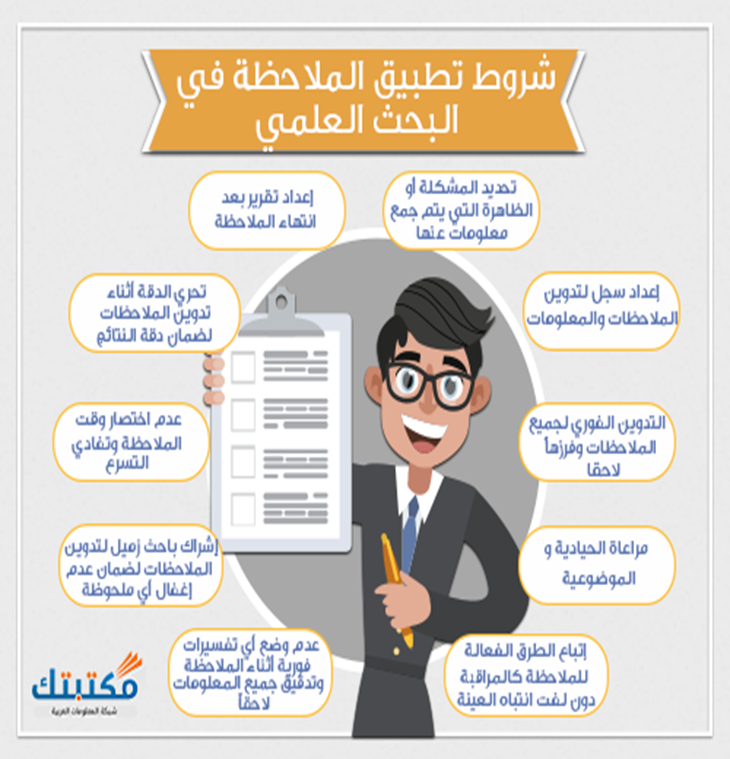 شروط تطبيق الملاحظة في
البحث العلمي
تحديد المشكلة أو
الظاهرة التي يتم جمع
معلومات عنها
إعداد سجل لتدوين
الملاحظات والمعلومات
التدوين الفوري لجميع
الملاحظات وفرزهاً
لاحقا
مراعاة الحيادية و
الموضوعية
إتباع الطرق الفعالة
للملاحظة كالمراقبة
دون لفت انتباه العينة
عدم وضع أي تفسيرات
فورية أثناء الملاحظة
وتدقيق جميع المعلومات
لاحقاً
إشراك باحث زميل لتدوين
الملاحظات لضمان عدم
إغفال أي ملحوظة
عدم اختصار وقت
الملاحظة وتفادي
التسرع
تحري الدقة أثناء
تدوين الملاحظات
لضمان دقة النتائج
إعداد تقرير بعد
انتهاء الملاحظة
مكتبتك
شبكة المعلومات العربية